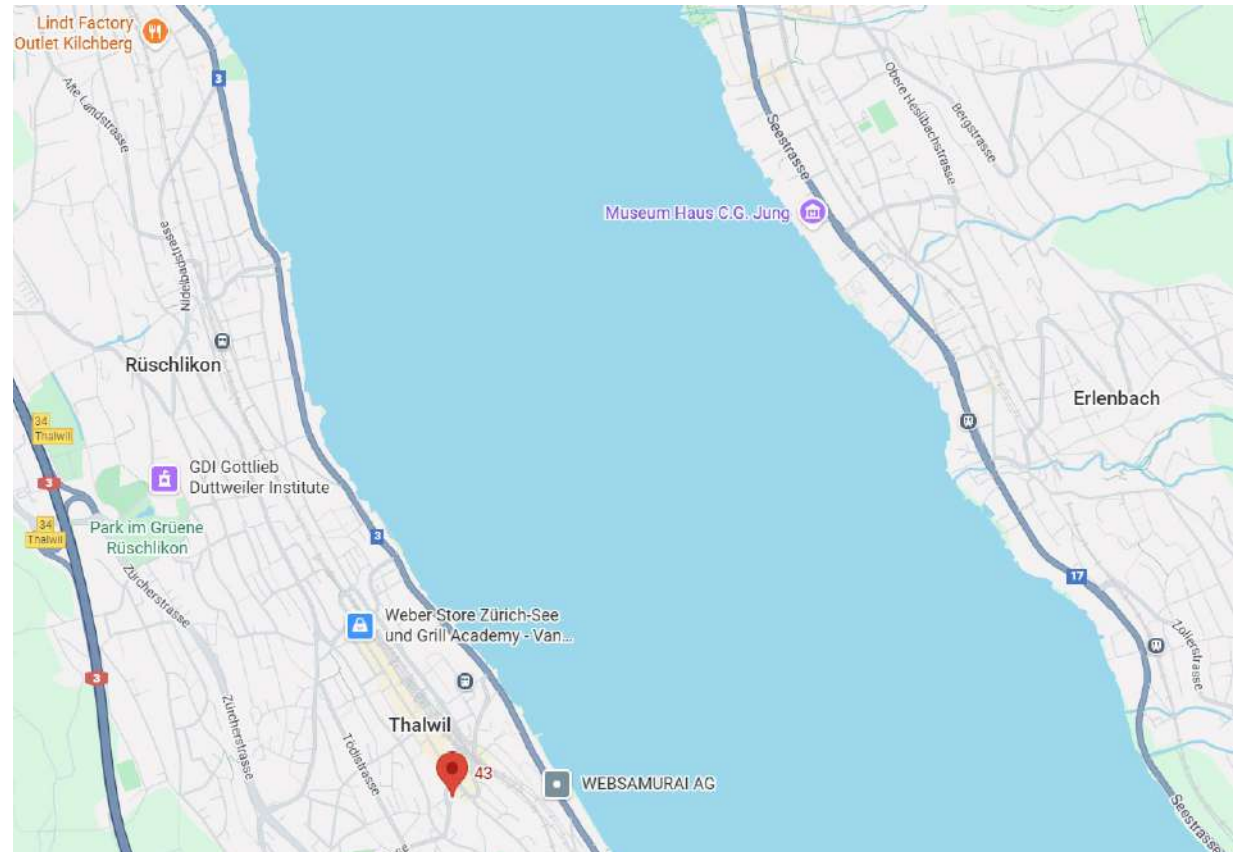 Lindt Factory
Outlet Kilchberg
3
Alte Landstrasse
Nidelbadstrasse
Rüschlikon
34
Thalwil
3
GDI Gottlieb
Duttweiler Institute
34
Thalwil
Park im Grüene
Rüschlikon
3
Zürcherstrasse
Weber Store Zürich-See
und Grill Academy - Van...
3
Zürcherstrasse
Tödistrasse
Thalwil
43
WEBSAMURAI AG
Seestrasse
Obere Heslibachstrasse
Bergstrasse
Museum Haus C.G. Jung
Erlenbach
17
Zollerstrasse
Seestrasse